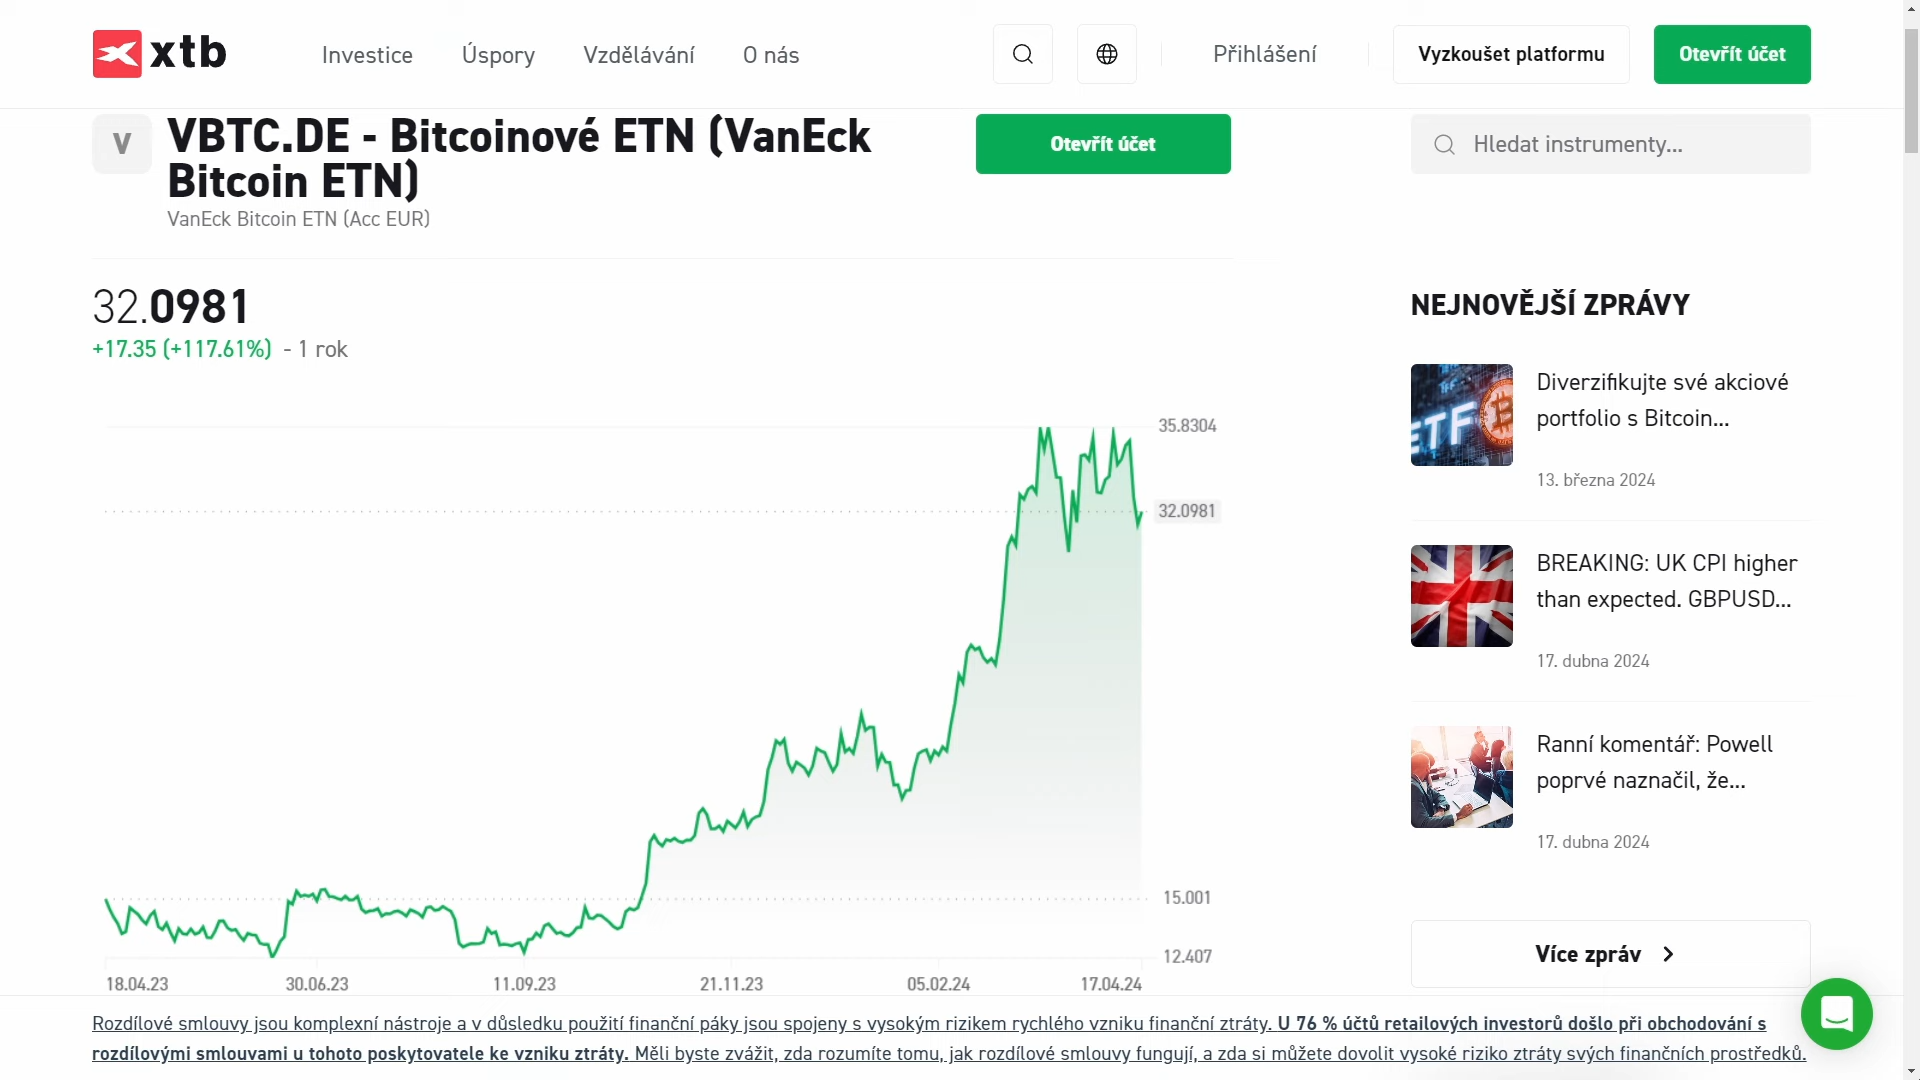 xtb
Investice
Úspory
Vzdělávání
O nás
Přihlášení
Vyzkoušet platformu
Otevřít účet
V
VBTC.DE - Bitcoinové ETN (VanEck
Bitcoin ETN)
VanEck Bitcoin ETN (Acc EUR)
Otevřít účet
Hledat instrumenty...
32.0981
+17.35 (+117.61%) - 1 rok
35.8304
32.0981
15.001
12.407
18.04.23
30.06.23
11.09.23
21.11.23
05.02.24
17.04.24
NEJNOVĚJŠÍ ZPRÁVY
ETF
Diverzifikujte své akciové
portfolio s Bitcoin...
13. března 2024
BREAKING: UK CPI higher
than expected. GBPUSD...
17. dubna 2024
Ranní komentář: Powell
poprvé naznačil, že...
17. dubna 2024
Více zpráv
Rozdílové smlouvy jsou komplexní nástroje a v důsledku použití finanční páky jsou spojeny s vysokým rizikem rychlého vzniku finanční ztráty. U 76 % účtů retailových investorů došlo při obchodování s
rozdílovými smlouvami u tohoto poskytovatele ke vzniku ztráty. Měli byste zvážit, zda rozumíte tomu, jak rozdílové smlouvy fungují, a zda si můžete dovolit vysoké riziko ztráty svých finančních prostředků.